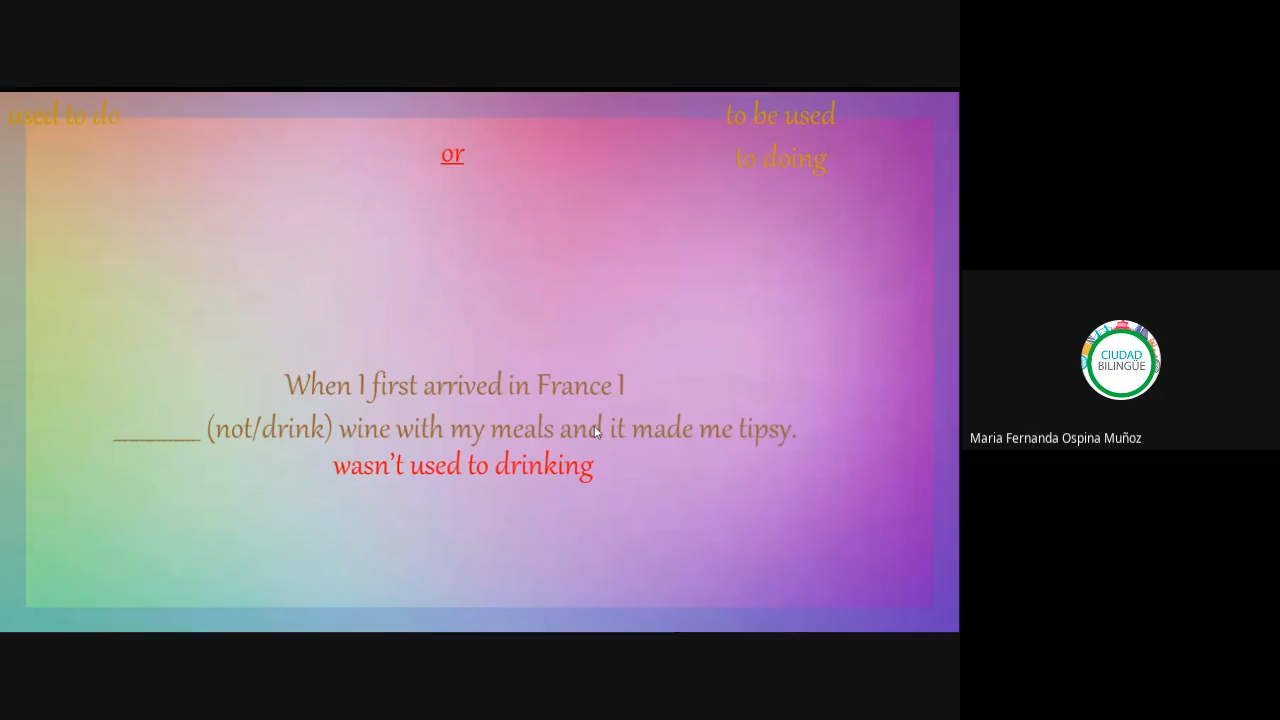 used to do
or
to be used
to doing
When I first arrived in France I
________ (not/drink) wine with my meals and it made me tipsy.
wasn't used to drinking
CIUDAD
BILINGÜE
Maria Fernanda Ospina Muñoz